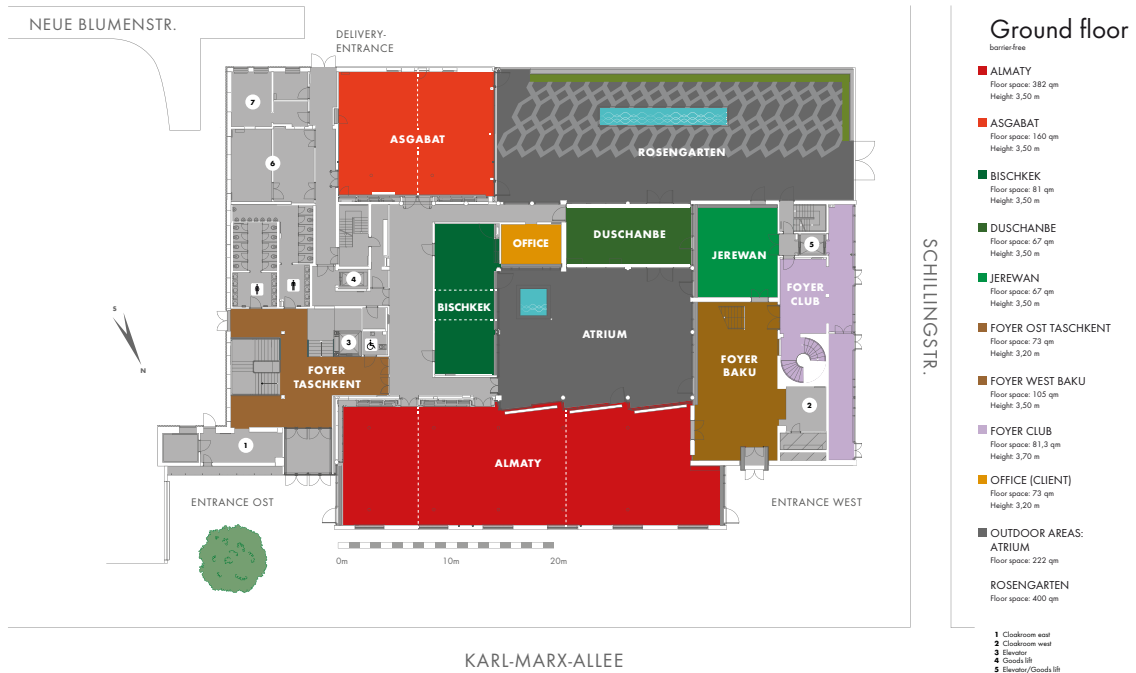 NEUE BLUMENSTR.
DELIVERY-
ENTRANCE
7
ASGABAT
6
ROSENGARTEN
OFFICE
DUSCHANBE
JEREWAN
5
4
BISCHKEK
FOYER
CLUB
ATRIUM
S
N
3
FOYER
TASCHKENT
FOYER
BAKU
2
1
ALMATY
ENTRANCE OST
ENTRANCE WEST
0m
10m
20m
SCHILLINGSTR.
KARL-MARX-ALLEE
Ground floor
barrier-free
ALMATY
Floor space: 382 qm
Height: 3,50 m
ASGABAT
Floor space: 160 qm
Height: 3,50 m
BISCHKEK
Floor space: 81 qm
Height: 3,50 m
DUSCHANBE
Floor space: 67 qm
Height: 3,50 m
JEREWAN
Floor space: 67 qm
Height: 3,50 m
FOYER OST TASCHKENT
Floor space: 73 qm
Height: 3,20 m
FOYER WEST BAKU
Floor space: 105 qm
Height: 3,50 m
FOYER CLUB
Floor space: 81,3 qm
Height: 3,70 m
OFFICE (CLIENT)
Floor space: 73 qm
Height: 3,20 m
OUTDOOR AREAS:
ATRIUM
Floor space: 222 qm
ROSENGARTEN
Floor space: 400 qm
1 Cloakroom east
2 Cloakroom west
3 Elevator
4 Goods lift
5 Elevator/Goods lift